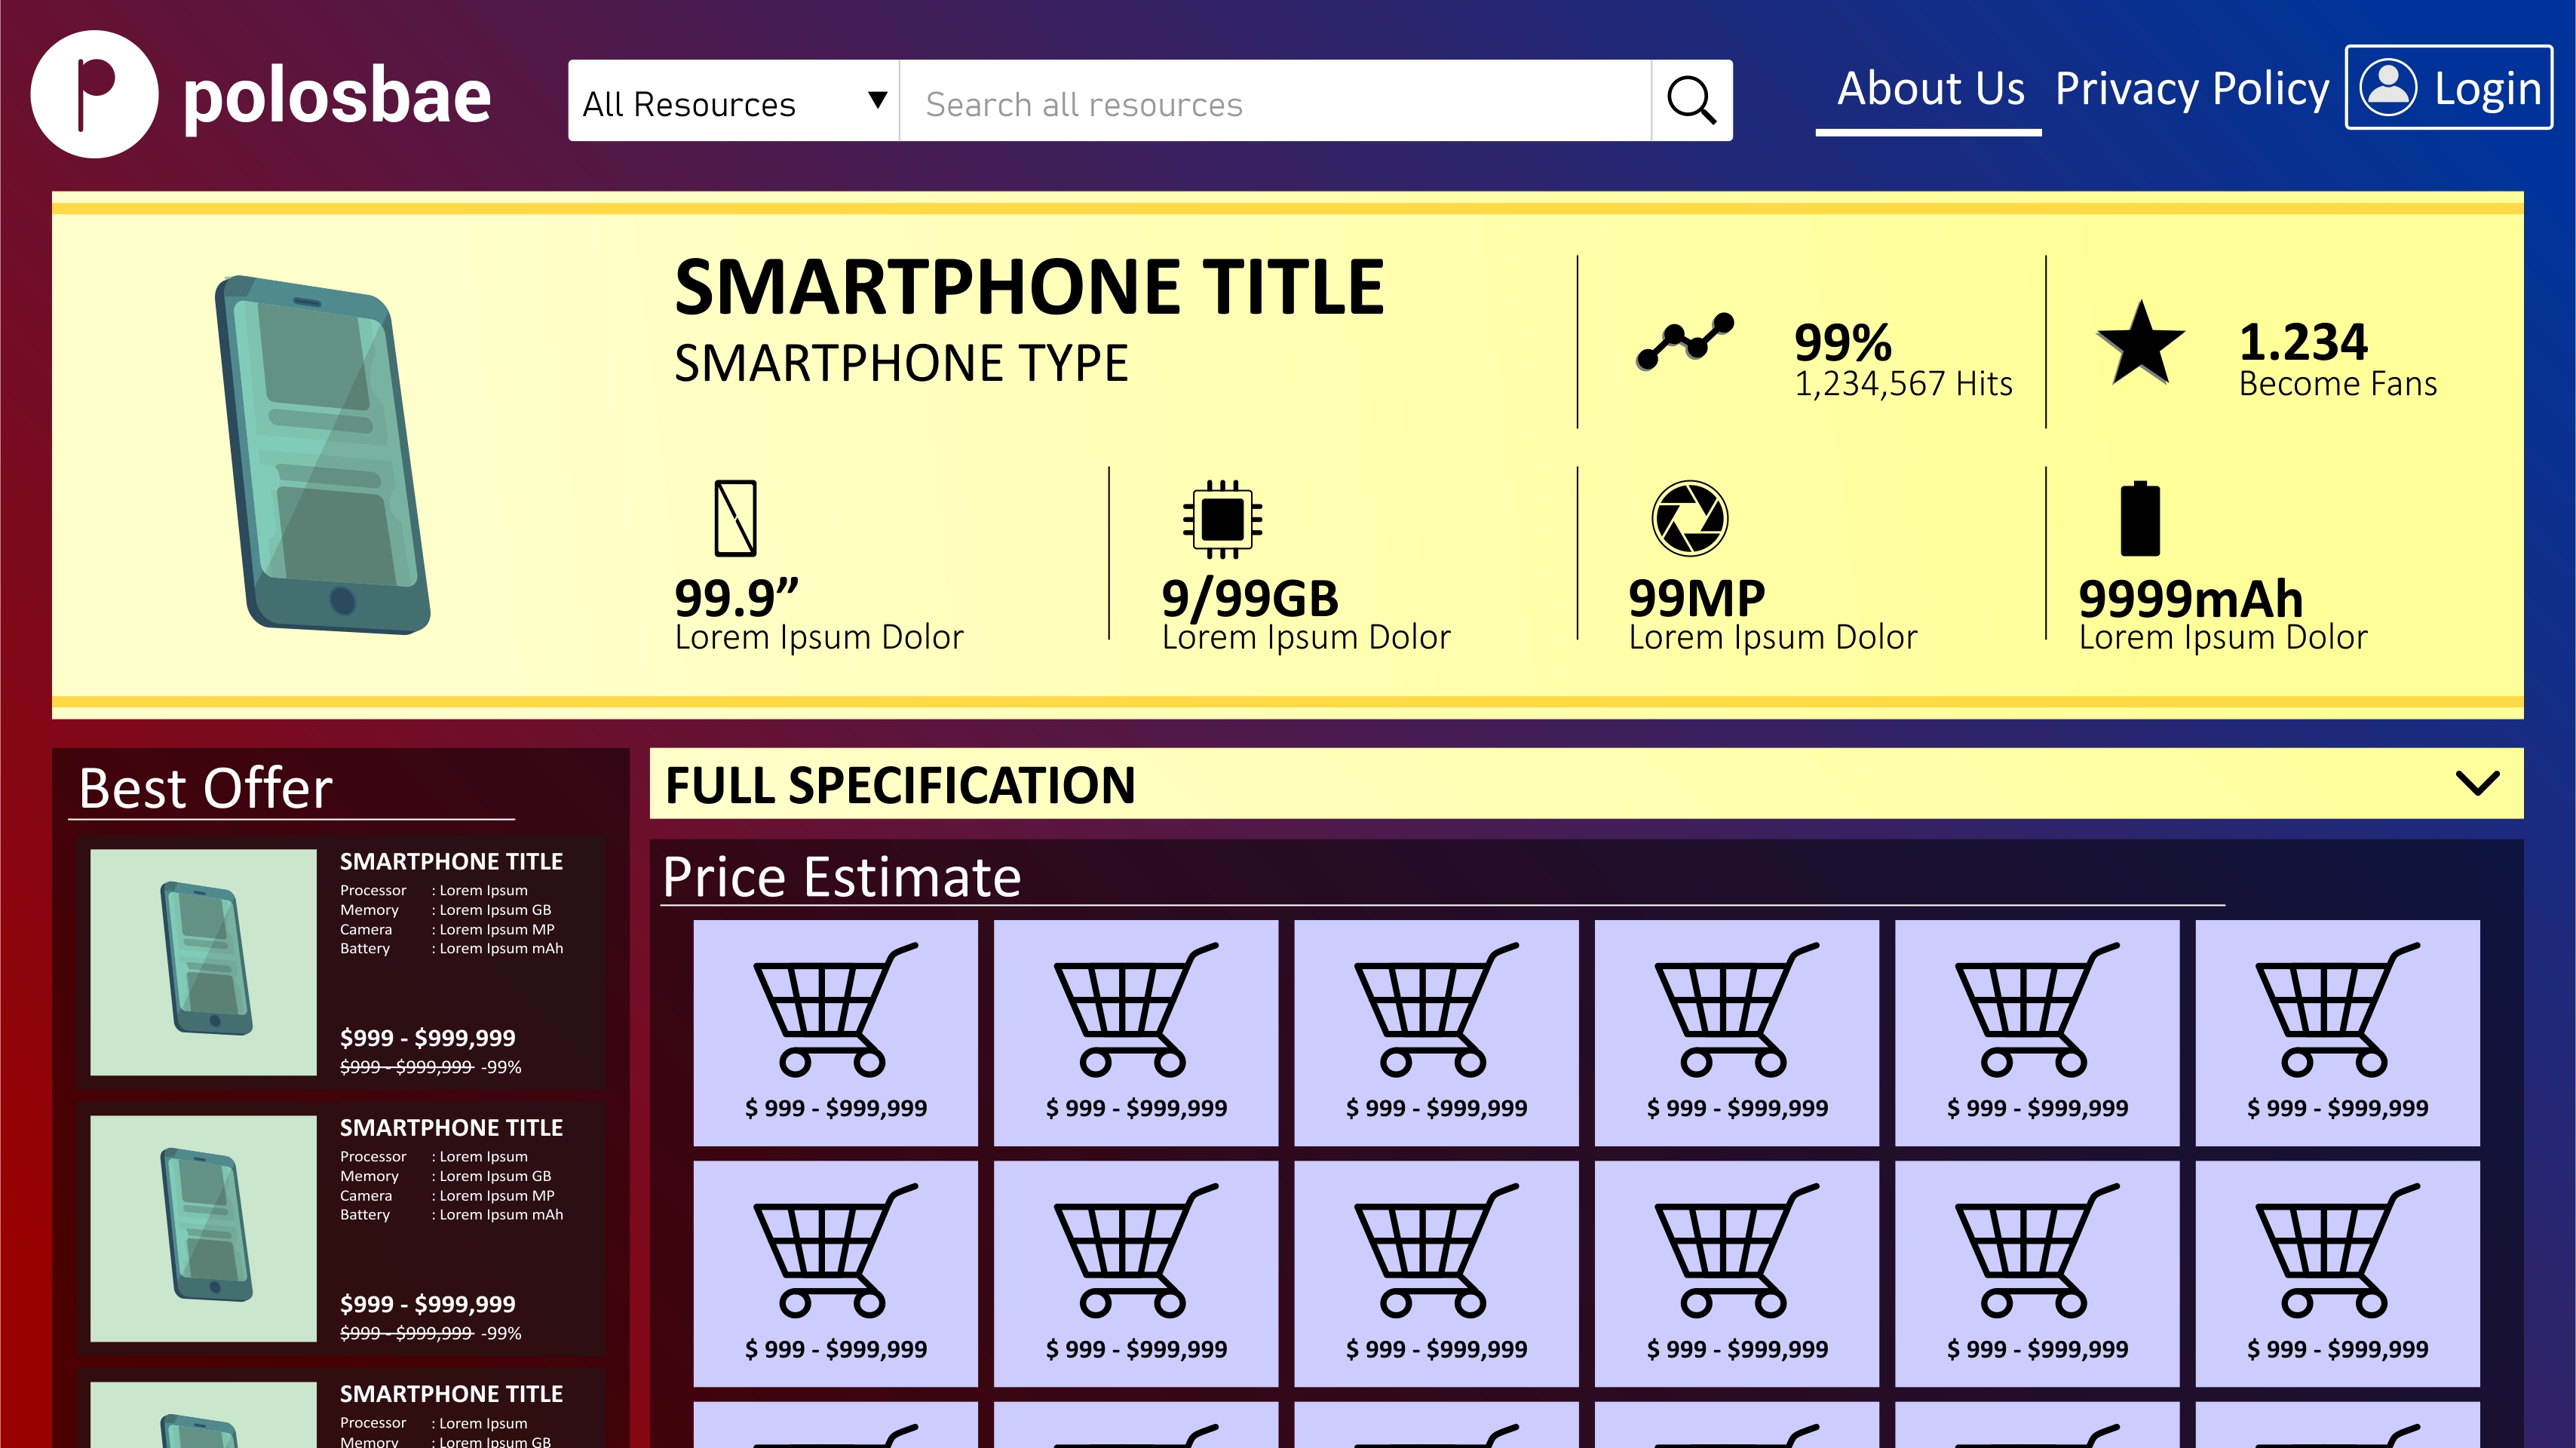 polosbae
All Resources
Search all resources
About Us
Privacy Policy
Login
SMARTPHONE TITLE
SMARTPHONE TYPE
99%
1,234,567 Hits
1.234
Become Fans
99.9”
Lorem Ipsum Dolor
9/99GB
Lorem Ipsum Dolor
99MP
Lorem Ipsum Dolor
9999mAh
Lorem Ipsum Dolor
Best Offer
SMARTPHONE TITLE
Processor : Lorem Ipsum
Memory : Lorem Ipsum GB
Camera : Lorem Ipsum MP
Battery : Lorem Ipsum mAh
$999 - $999,999
$999 - $999,999 -99%
SMARTPHONE TITLE
Processor : Lorem Ipsum
Memory : Lorem Ipsum GB
Camera : Lorem Ipsum MP
Battery : Lorem Ipsum mAh
$999 - $999,999
$999 - $999,999 -99%
SMARTPHONE TITLE
Processor : Lorem Ipsum
Memory : Lorem Ipsum GB
FULL SPECIFICATION
Price Estimate
$ 999 - $999,999
$ 999 - $999,999
$ 999 - $999,999
$ 999 - $999,999
$ 999 - $999,999
$ 999 - $999,999
$ 999 - $999,999
$ 999 - $999,999
$ 999 - $999,999
$ 999 - $999,999
$ 999 - $999,999
$ 999 - $999,999